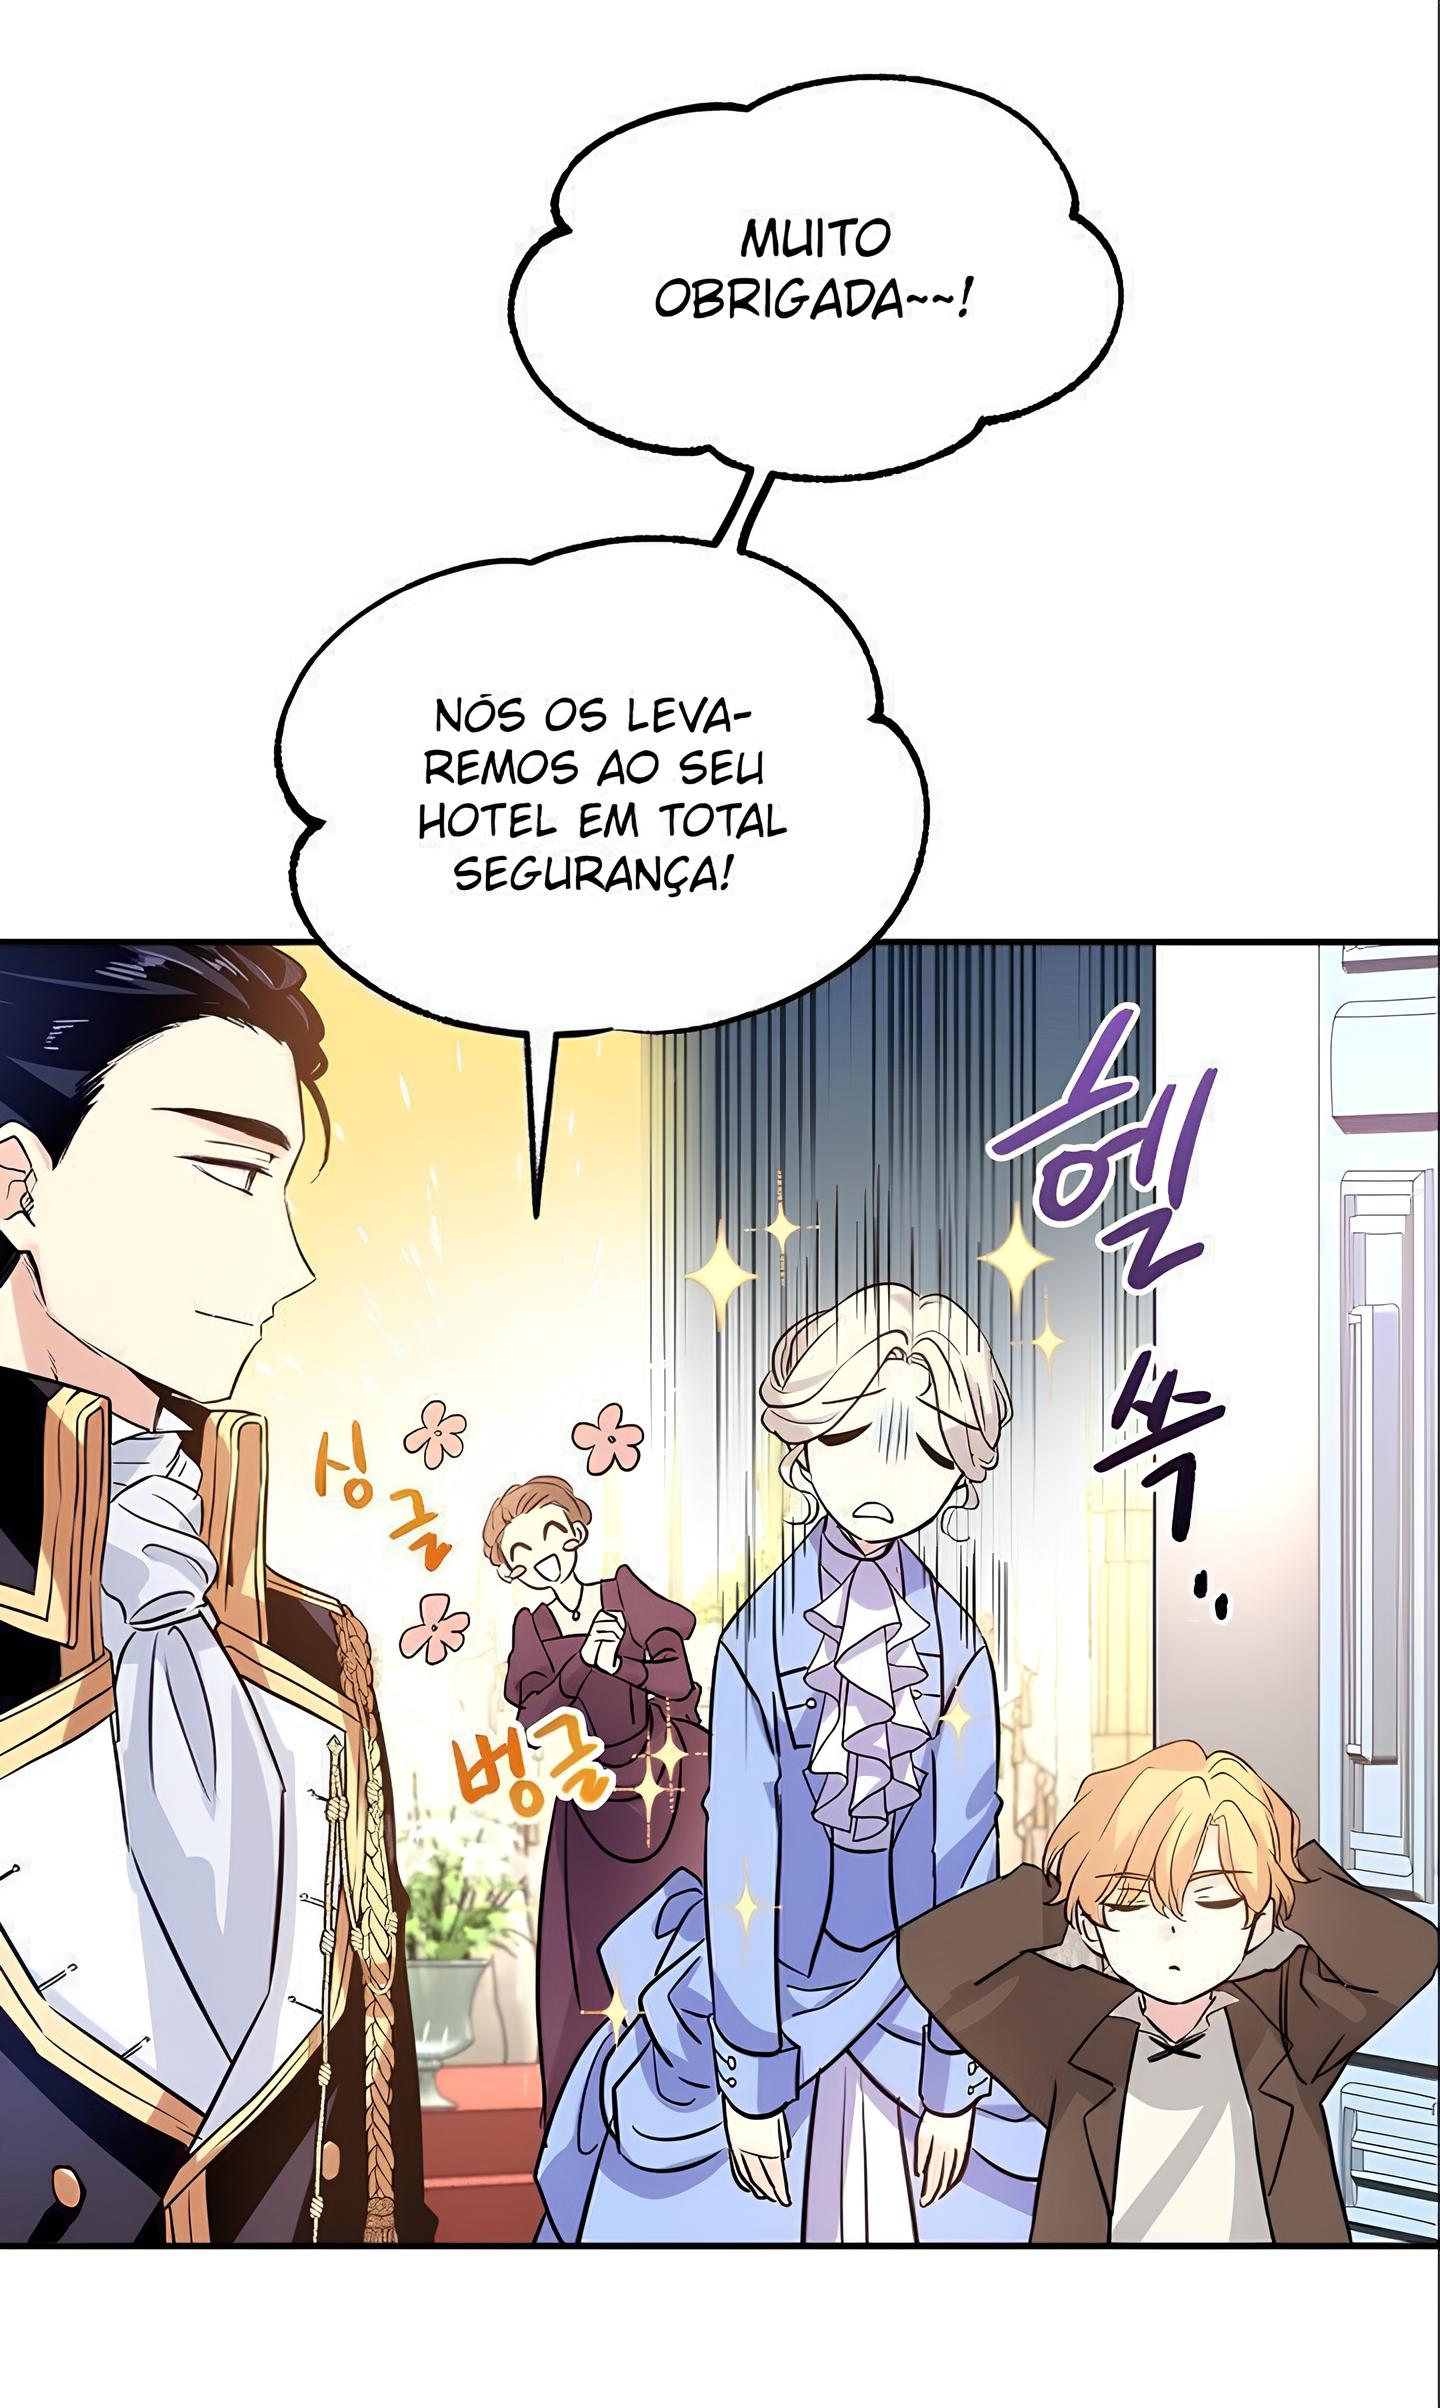 MUITO
OBRIGADA~~!
NÓS OS LEVA-
REMOS AO SEU
HOTEL EM TOTAL
SEGURANÇA!
헬
쑥
싱
글
벙글